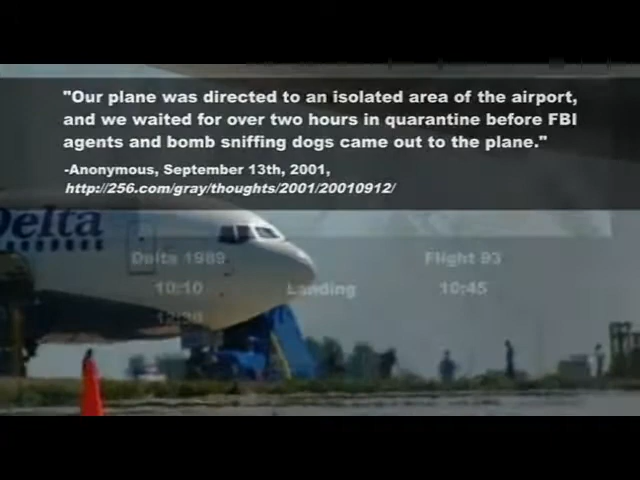 "Our plane was directed to an isolated area of the airport,
and we waited for over two hours in quarantine before FBI
agents and bomb sniffing dogs came out to the plane."
-Anonymous, September 13th, 2001,
http://256.com/gray/thoughts/2001/20010912/
Delta
Delta 1989 Flight 93
10:10 Landing 10:45
12:30